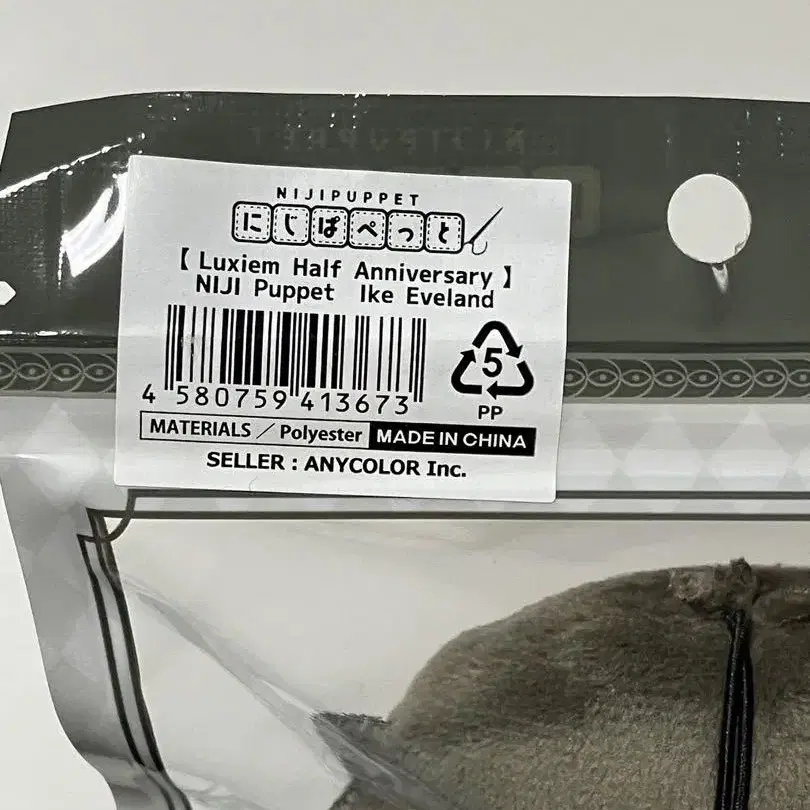 NIJIPUPPET
にじぱぺっと
【 Luxiem Half Anniversary 】
NIJI Puppet Ike Eveland
4 580759 413673
5
PP
MATERIALS ／ Polyester MADE IN CHINA
SELLER : ANYCOLOR Inc.